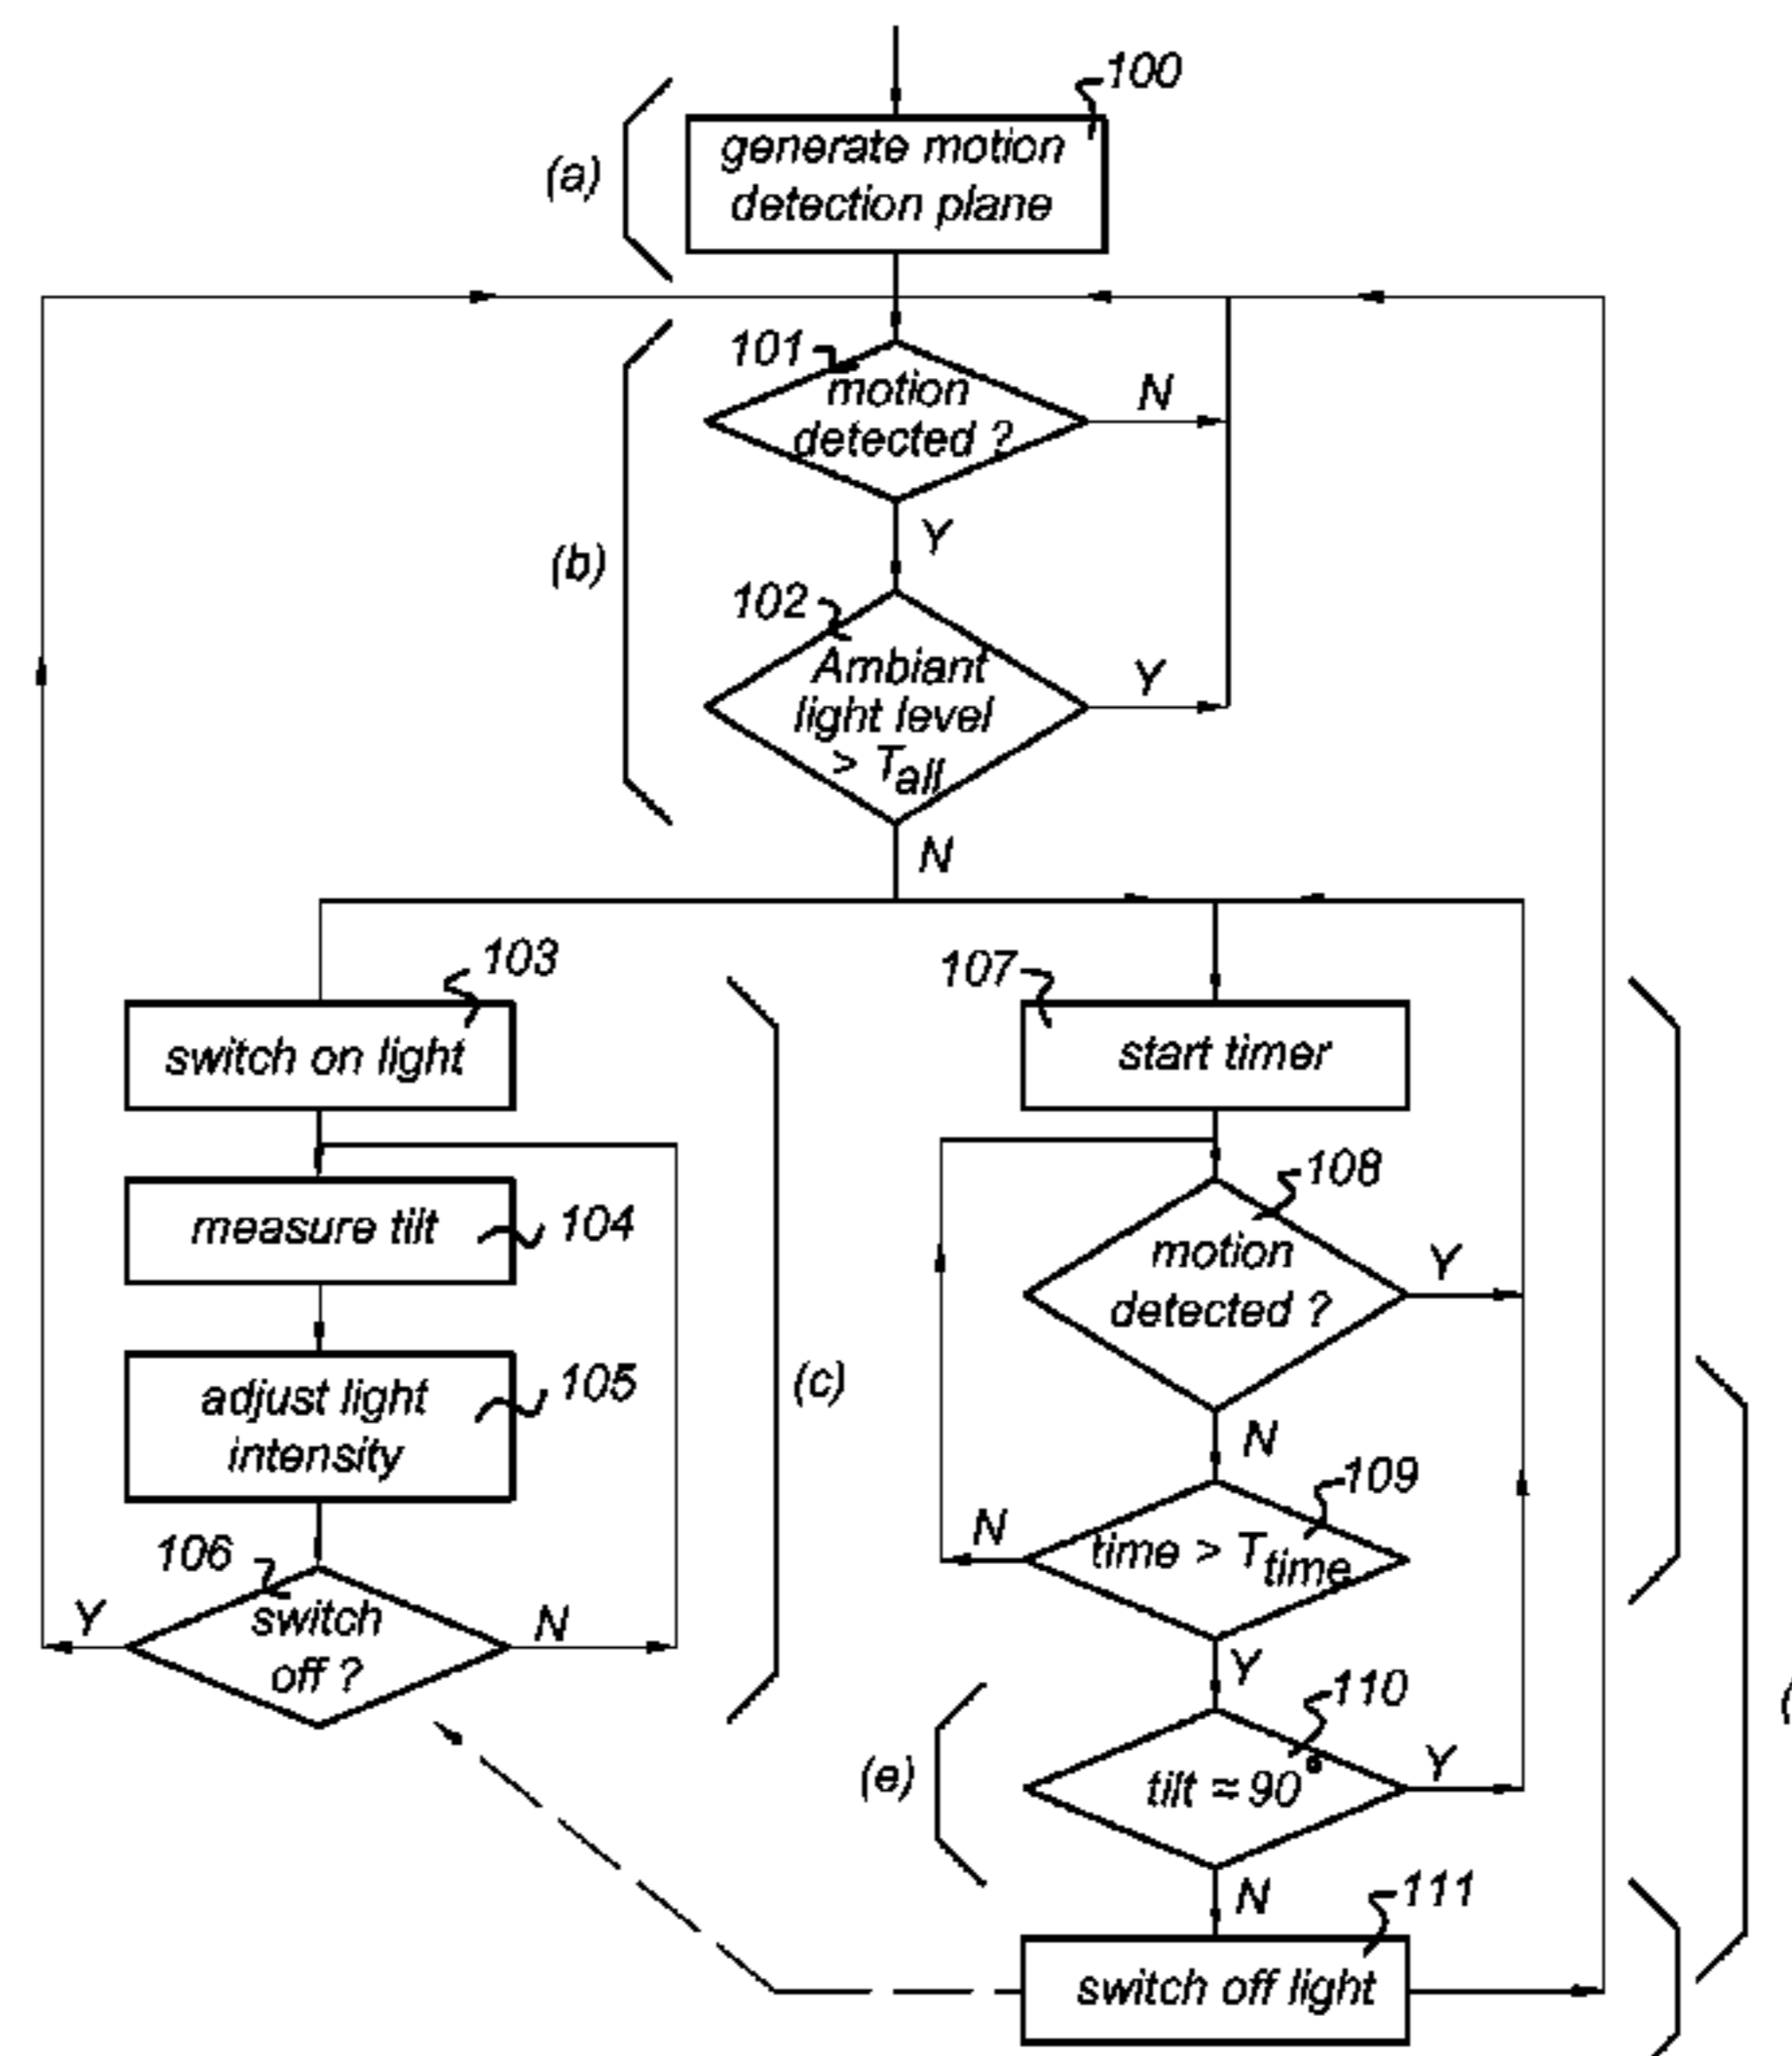 100
generate motion
detection plane
(a)
101
motion
detected ?
N
Y
(b)
102
Ambiant
light level
> Tall
Y
N
103
switch on light
107
start timer
104
measure tilt
108
motion
detected ?
Y
N
105
adjust light
intensity
(c)
109
time > Ttime
N
Y
106
switch
off ?
Y
N
110
tilt ≈ 90°
Y
N
(e)
111
switch off light
(